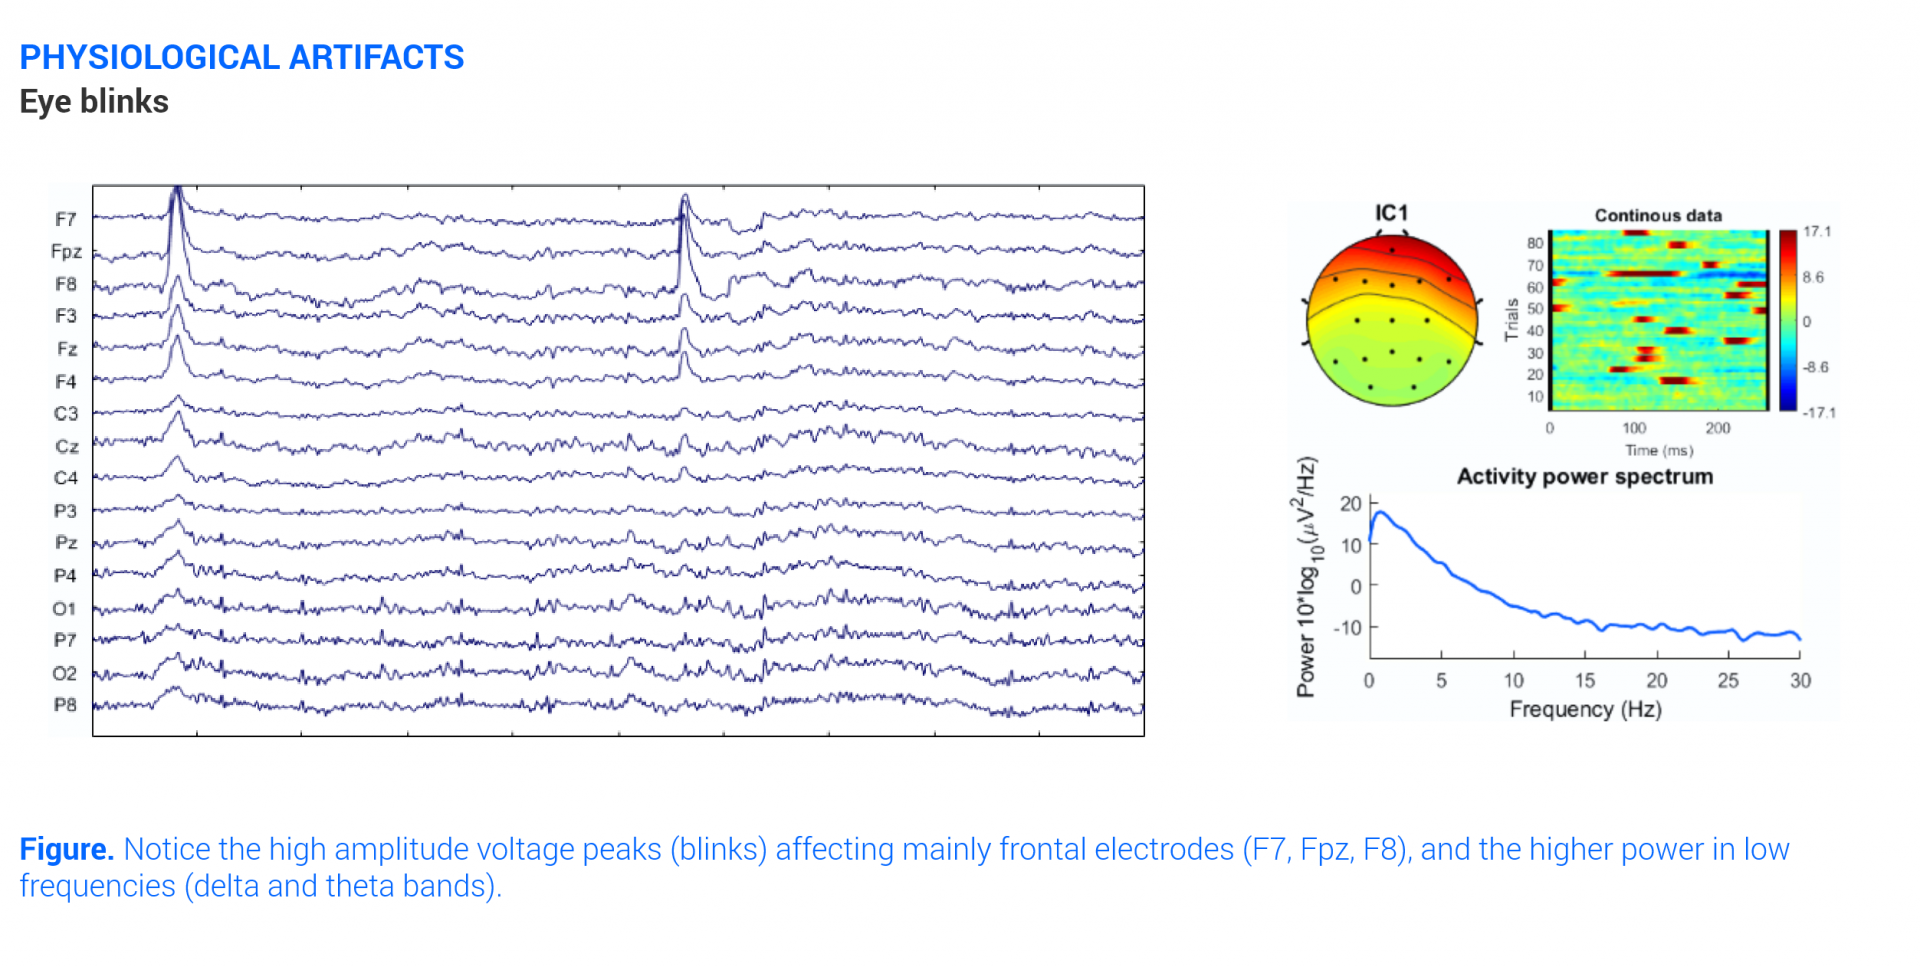 PHYSIOLOGICAL ARTIFACTS
Eye blinks
F7
Fpz
F8
F3
Fz
F4
C3
Cz
C4
P3
Pz
P4
O1
P7
O2
P8
IC1
Continous data
Trials
80
70
60
50
40
30
20
10
0
100
200
Time (ms)
17.1
8.6
0
-8.6
-17.1
Activity power spectrum
Power 10*log10(μV²/Hz)
20
10
0
-10
0
5
10
15
20
25
30
Frequency (Hz)
Figure. Notice the high amplitude voltage peaks (blinks) affecting mainly frontal electrodes (F7, Fpz, F8), and the higher power in low
frequencies (delta and theta bands).